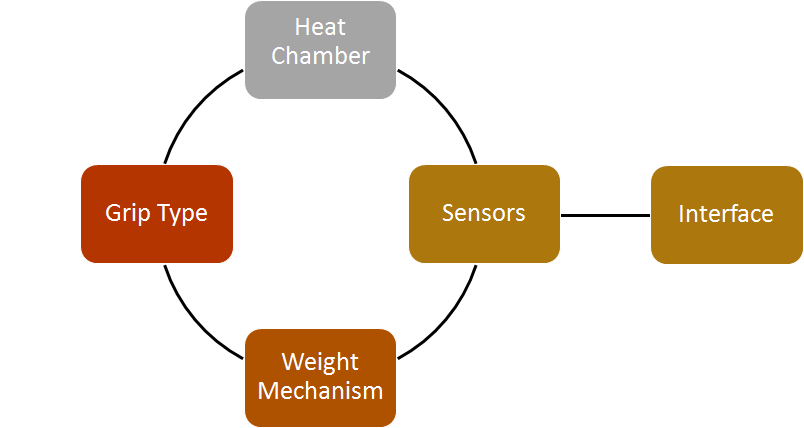 Heat
Chamber
Grip Type
Sensors
Interface
Weight
Mechanism